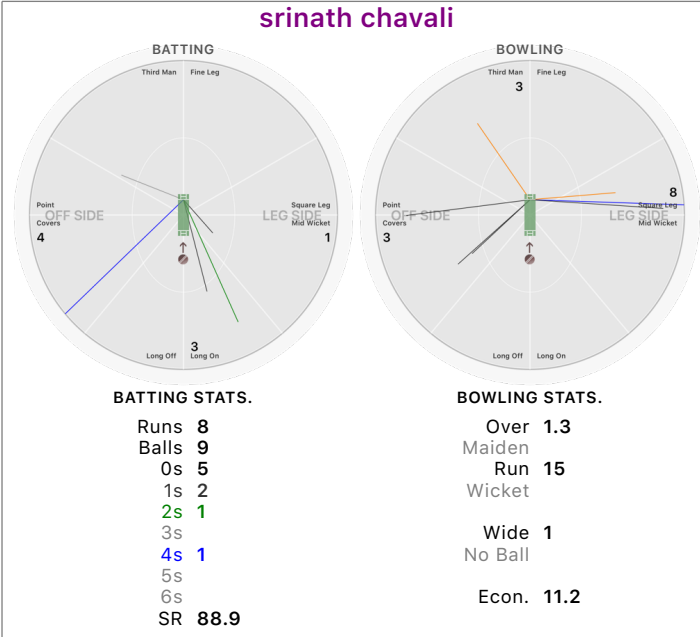 srinath chavali
BATTING
Third Man Fine Leg
Point
OFF SIDE
Covers
4
Square Leg
LEG SIDE
Mid Wicket
1
3
Long Off Long On
BOWLING
Third Man Fine Leg
3
Point
OFF SIDE
Covers
3
8
Square Leg
LEG SIDE
Mid Wicket
Long Off Long On
BATTING STATS.
Runs 8
Balls 9
0s 5
1s 2
2s 1
3s
4s 1
5s
6s
SR 88.9
BOWLING STATS.
Over 1.3
Maiden
Run 15
Wicket
Wide 1
No Ball
Econ. 11.2